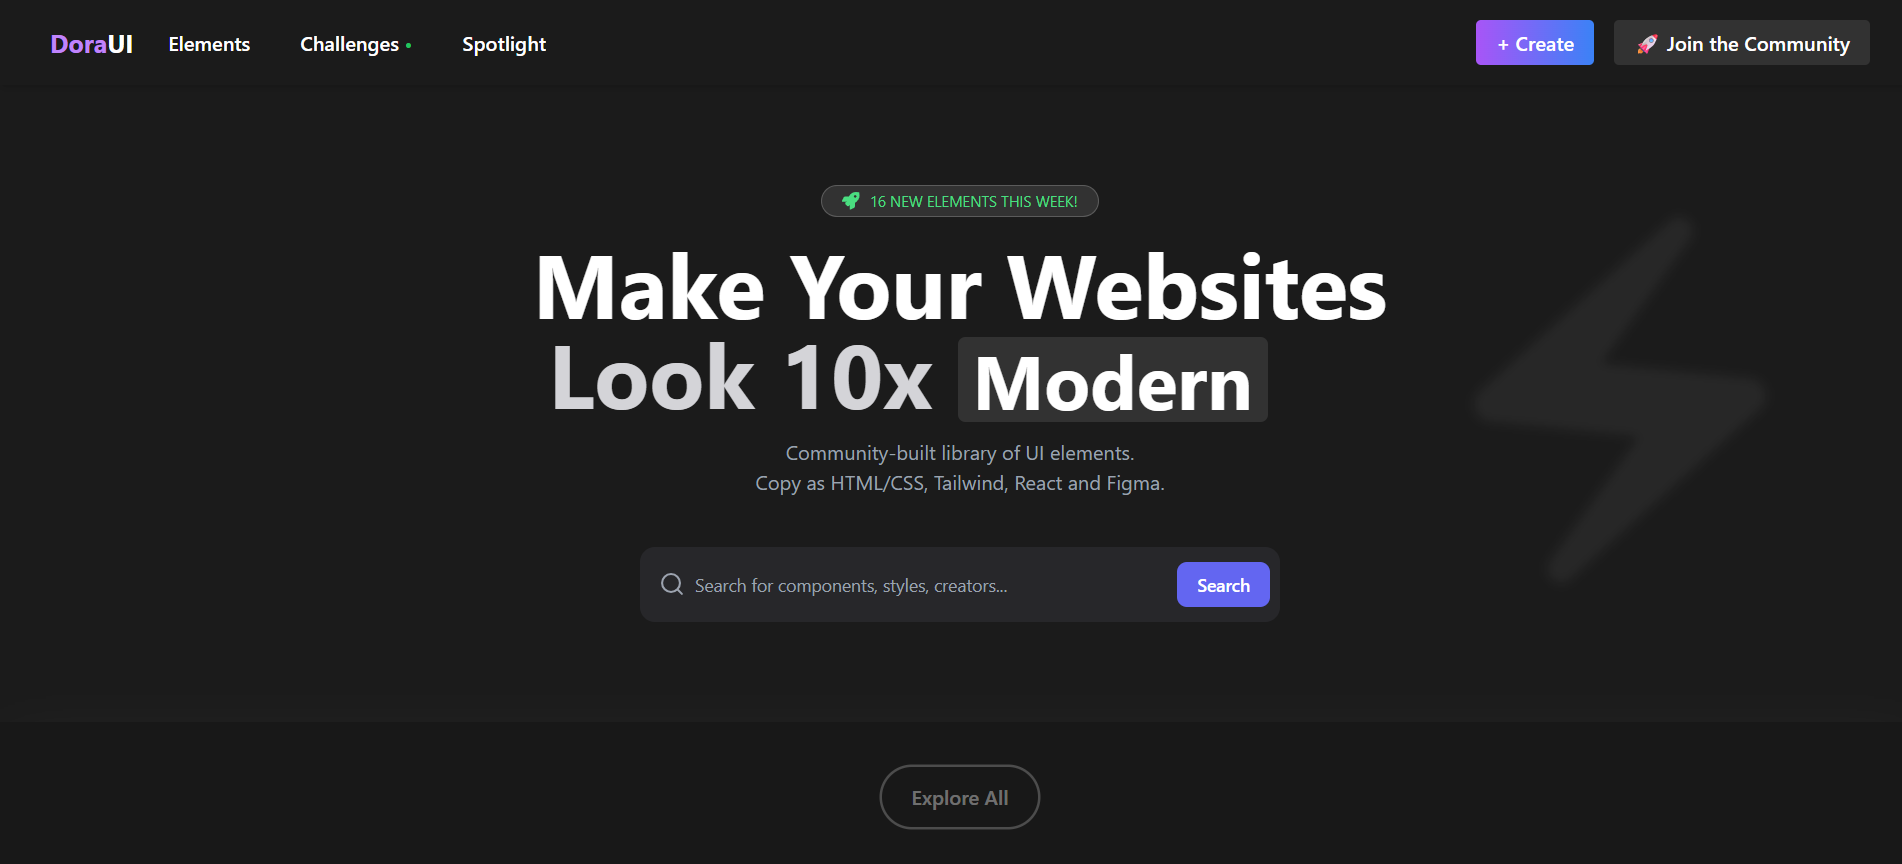 DoraUI Elements Challenges Spotlight + Create Join the Community
16 NEW ELEMENTS THIS WEEK!
Make Your Websites
Look 10x Modern
Community-built library of UI elements.
Copy as HTML/CSS, Tailwind, React and Figma.
Search for components, styles, creators... Search
Explore All